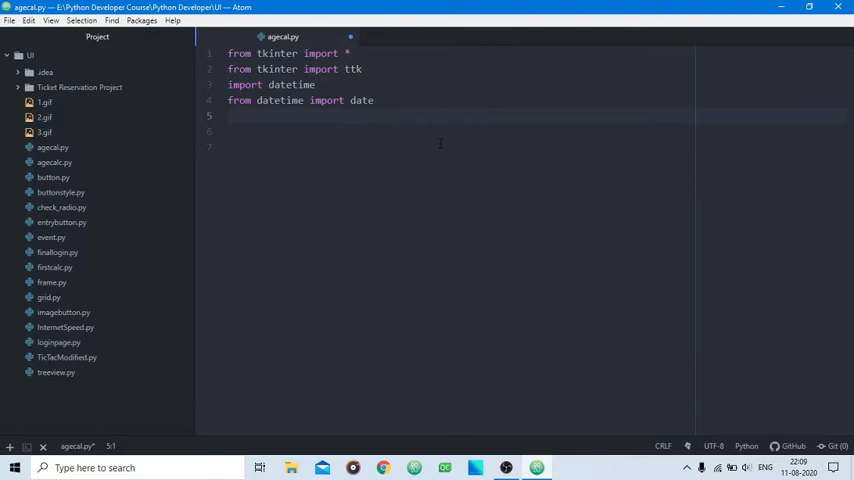 agecal.py — E:\Python Developer Course\Python Developer\UI — Atom
File Edit View Selection Find Packages Help
Project
agecal.py
UI
.idea
Ticket Reservation Project
1.gif
2.gif
3.gif
agecal.py
agecalc.py
button.py
buttonstyle.py
check_radio.py
entrybutton.py
event.py
finallogin.py
firstcalc.py
frame.py
grid.py
imagebutton.py
InternetSpeed.py
loginpage.py
TicTacModified.py
treeview.py
1 from tkinter import *
2 from tkinter import ttk
3 import datetime
4 from datetime import date
5
6
7
agecal.py* 5:1 CRLF UTF-8 Python GitHub Git (0)
Type here to search
QC
ENG
22:09
11-08-2020